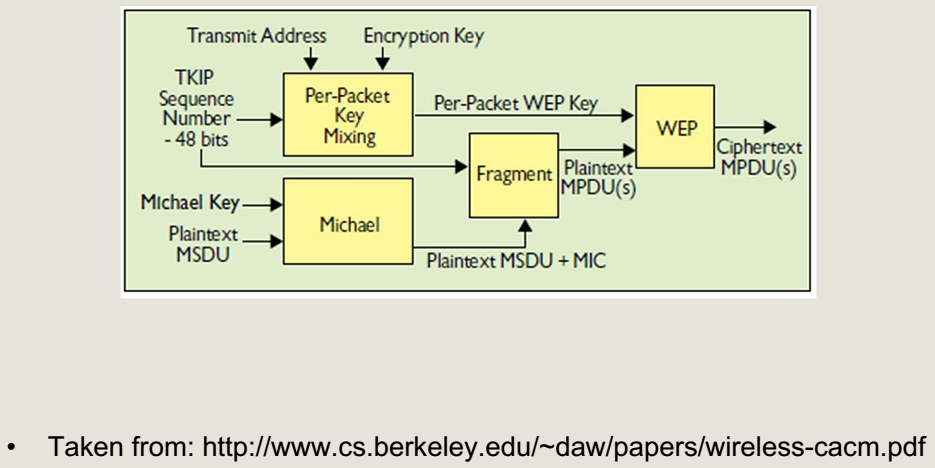 Transmit Address
Encryption Key
TKIP
Sequence
Number
- 48 bits
Per-Packet
Key
Mixing
Per-Packet WEP Key
WEP
Ciphertext
MPDU(s)
Fragment
Plaintext
MPDU(s)
Michael Key
Plaintext
MSDU
Michael
Plaintext MSDU + MIC
• Taken from: http://www.cs.berkeley.edu/~daw/papers/wireless-cacm.pdf